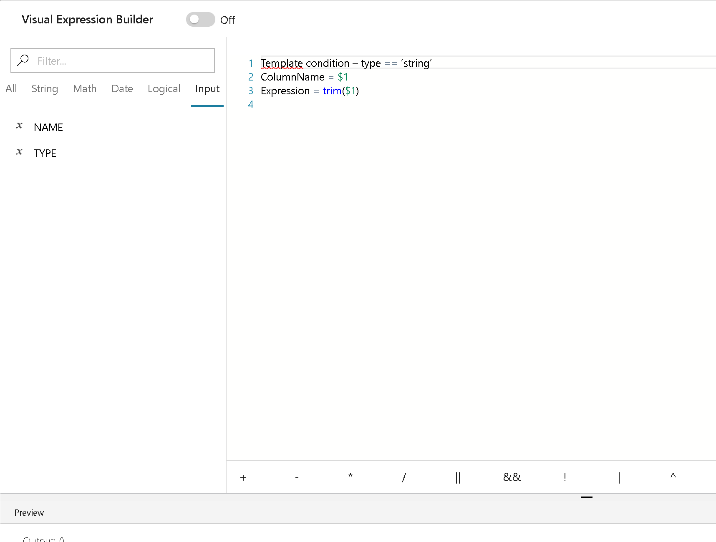 Visual Expression Builder Off
Filter...
All String Math Date Logical Input
x NAME
x TYPE
1 Template condition – type == ‘string’
2 ColumnName = $1
3 Expression = trim($1)
4
+ - * / || && ! | ^
Preview